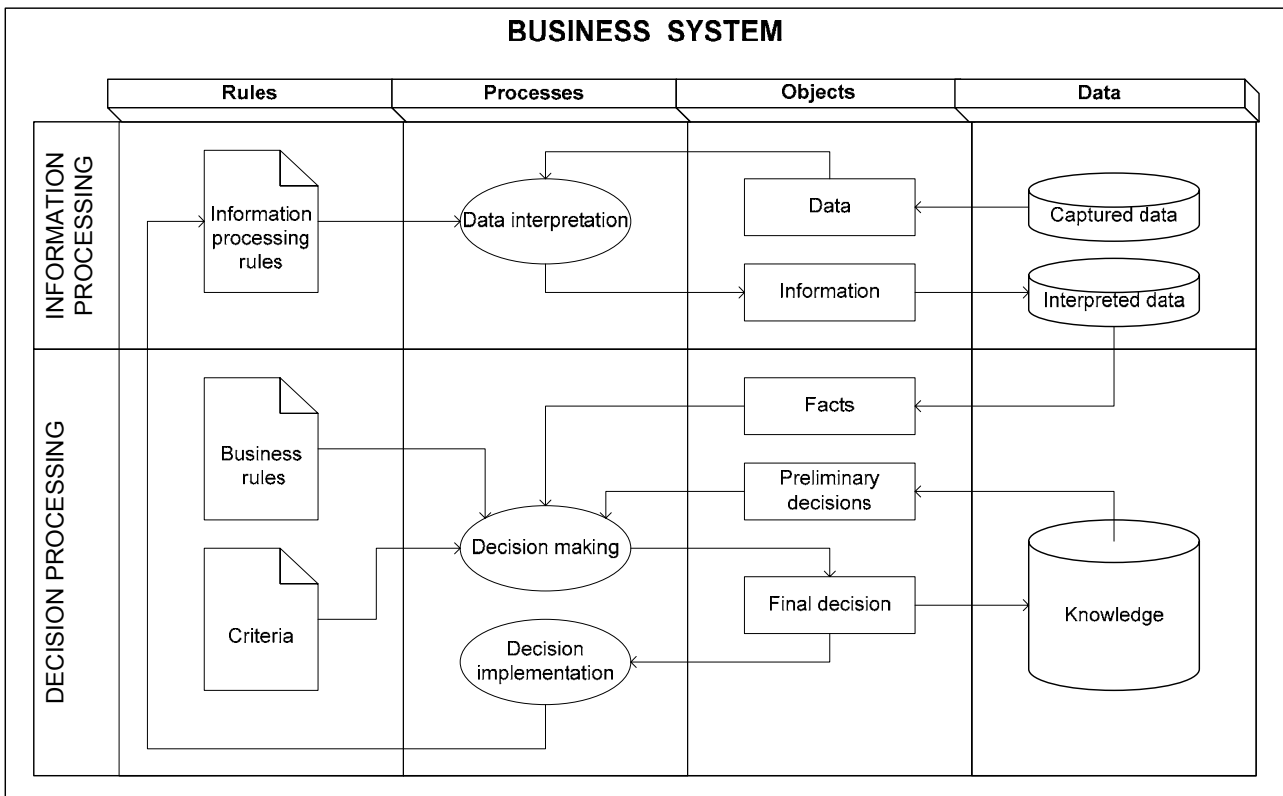 BUSINESS SYSTEM
Rules
Processes
Objects
Data
INFORMATION
PROCESSING
Information
processing
rules
Data interpretation
Data
Captured data
Information
Interpreted data
DECISION PROCESSING
Business
rules
Facts
Preliminary
decisions
Criteria
Decision making
Final decision
Knowledge
Decision
implementation